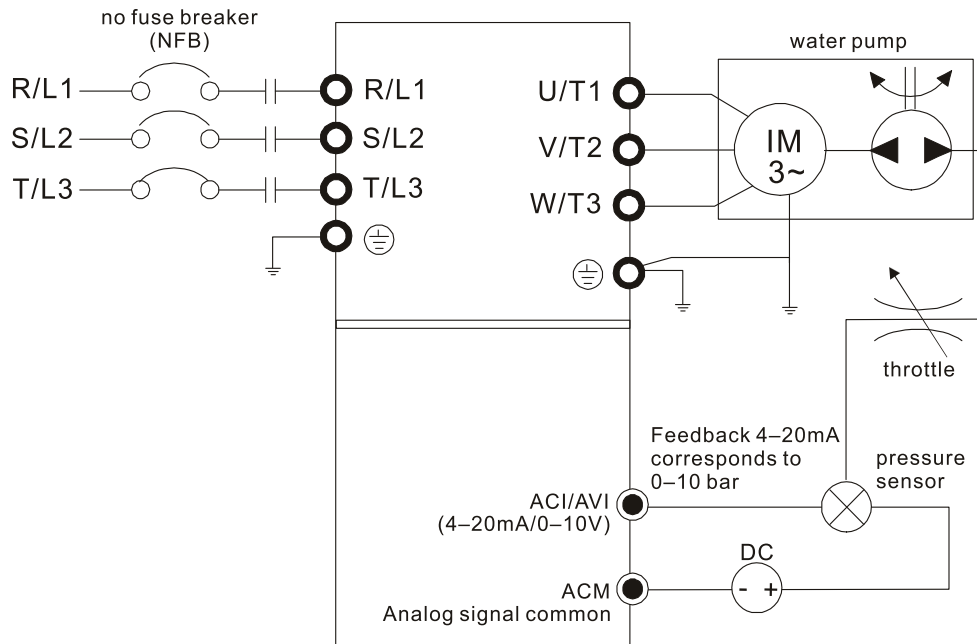 no fuse breaker
(NFB)
water pump
R/L1
R/L1
U/T1
S/L2
S/L2
V/T2
IM
3~
T/L3
T/L3
W/T3
throttle
Feedback 4–20mA
corresponds to
0–10 bar
pressure
sensor
ACI/AVI
(4–20mA/0–10V)
DC
- +
ACM
Analog signal common